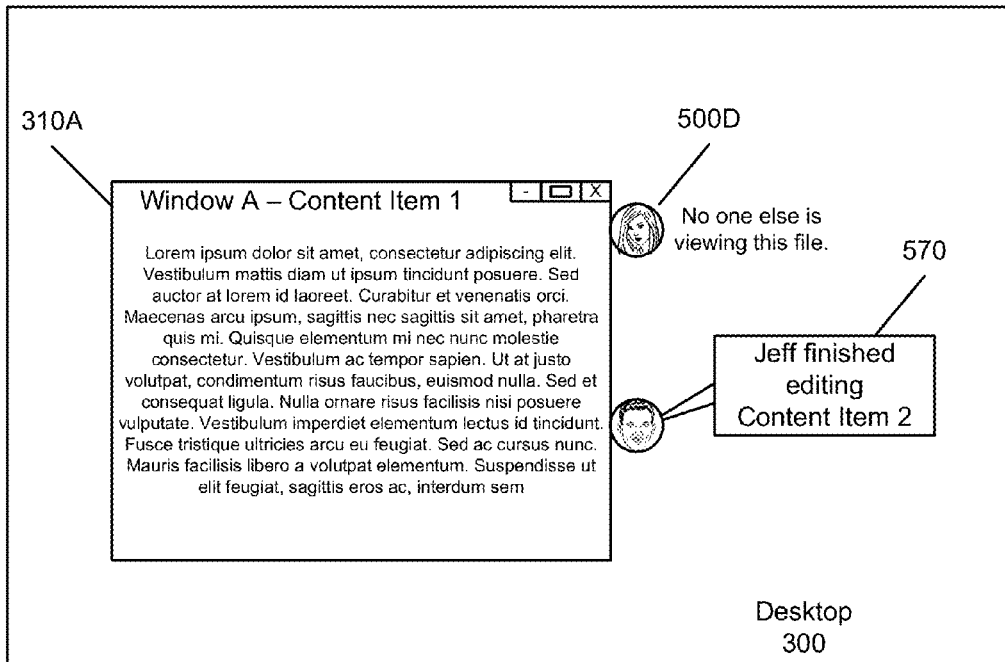 310A
500D
Window A – Content Item 1
- X
No one else is
viewing this file.
570
Lorem ipsum dolor sit amet, consectetur adipiscing elit.
Vestibulum mattis diam ut ipsum tincidunt posuere. Sed
auctor at lorem id laoreet. Curabitur et venenatis orci.
Maecenas arcu ipsum, sagittis nec sagittis sit amet, pharetra
quis mi. Quisque elementum mi nec nunc molestie
consectetur. Vestibulum ac tempor sapien. Ut at justo
volutpat, condimentum risus faucibus, euismod nulla. Sed et
consequat ligula. Nulla ornare risus facilisis nisi posuere
vulputate. Vestibulum imperdiet elementum lectus id tincidunt.
Fusce tristique ultricies arcu eu feugiat. Sed ac cursus nunc.
Mauris facilisis libero a volutpat elementum. Suspendisse ut
elit feugiat, sagittis eros ac, interdum sem
Jeff finished
editing
Content Item 2
Desktop
300